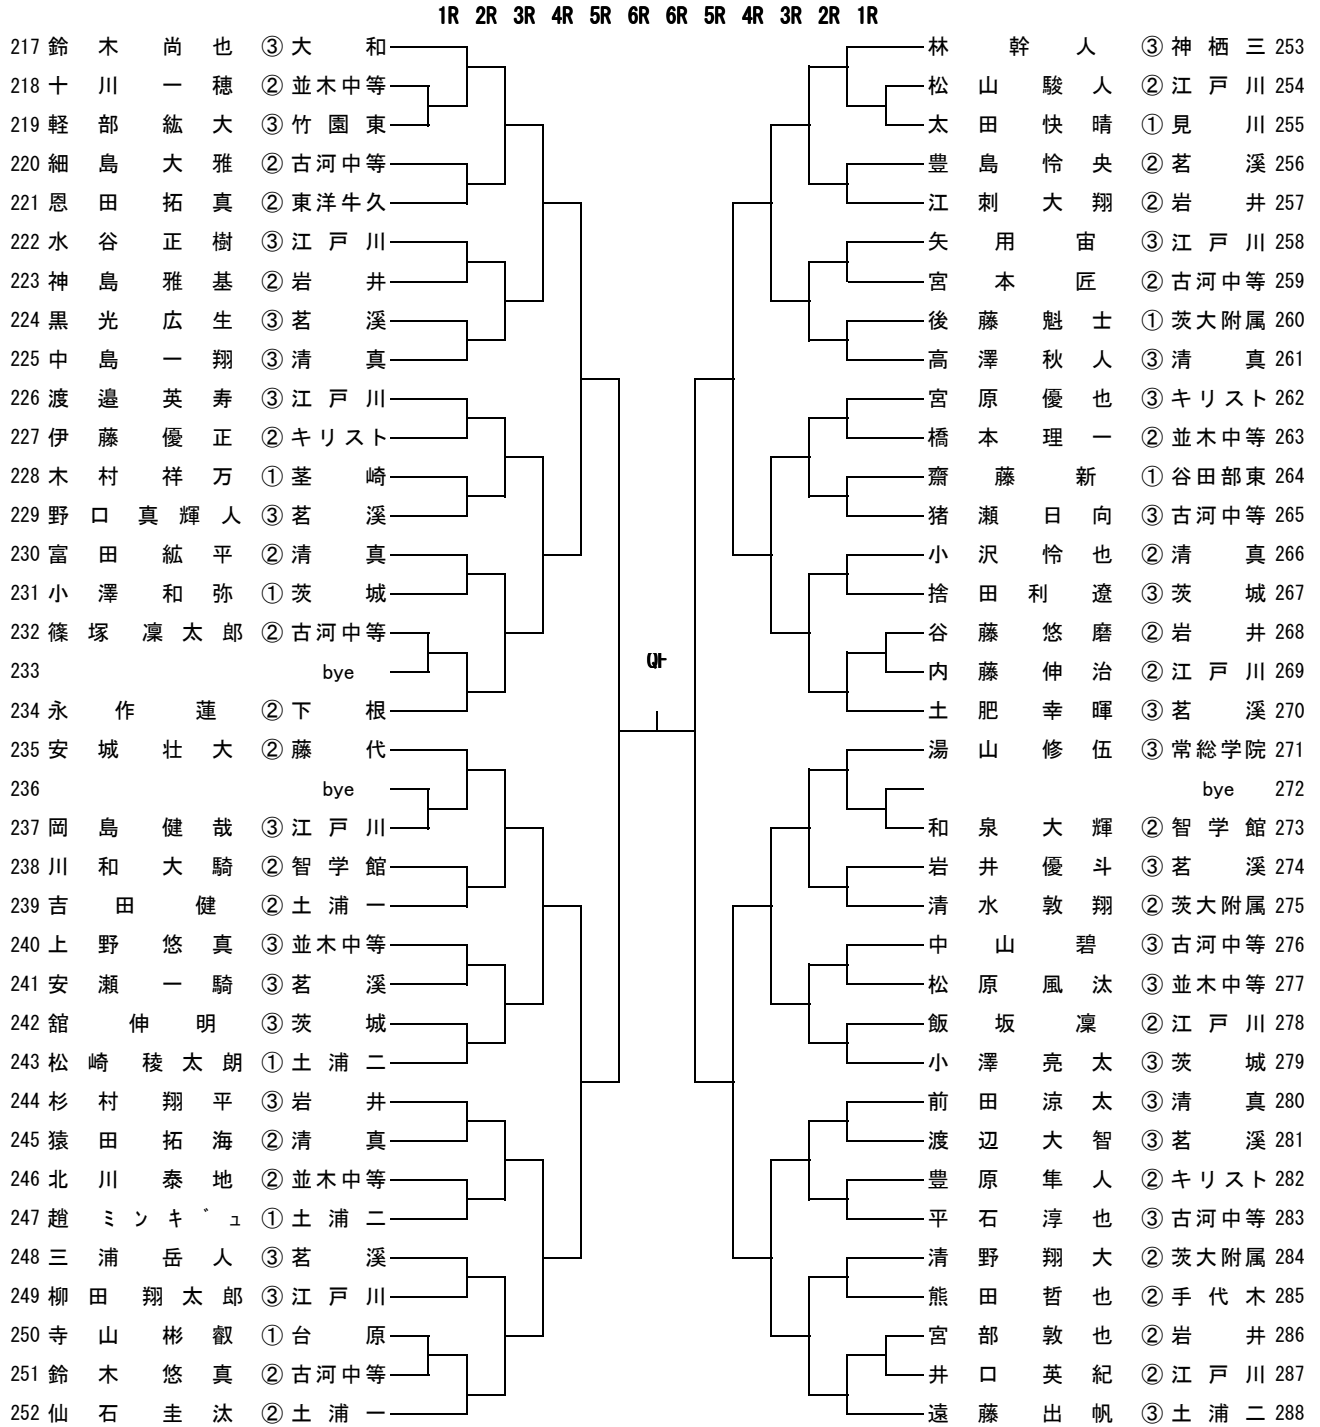 1R 2R 3R 4R 5R 6R 6R 5R 4R 3R 2R 1R
217 鈴木 尚也 ③ 大和 林 幹人 ③ 神栖三 253
218 十川 一穂 ② 並木中等 松山 駿人 ② 江戸川 254
219 軽部 紘大 ③ 竹園東 太田 快晴 ① 見川 255
220 細島 大雅 ② 古河中等 豊島 怜央 ② 茗溪 256
221 恩田 拓真 ② 東洋牛久 江刺 大翔 ② 岩井 257
222 水谷 正樹 ③ 江戸川 矢用 宙 ③ 江戸川 258
223 神島 雅基 ② 岩井 宮本 匠 ② 古河中等 259
224 黒光 広生 ③ 茗溪 後藤 魁士 ① 茨大附属 260
225 中島 一翔 ③ 清真 高澤 秋人 ③ 清真 261
226 渡邉 英寿 ③ 江戸川 宮原 優也 ③ キリスト 262
227 伊藤 優正 ② キリスト 橋本 理一 ② 並木中等 263
228 木村 祥万 ① 茎崎 齋藤 新 ① 谷田部東 264
229 野口 真輝人 ③ 茗溪 猪瀬 日向 ③ 古河中等 265
230 富田 紘平 ② 清真 小沢 怜也 ② 清真 266
231 小澤 和弥 ① 茨城 捨田利 遼 ③ 茨城 267
232 篠塚 凜太郎 ② 古河中等 谷藤 悠磨 ② 岩井 268
233 bye QF 内藤 伸治 ② 江戸川 269
234 永作 蓮 ② 下根 土肥 幸暉 ③ 茗溪 270
235 安城 壮大 ② 藤代 湯山 修伍 ③ 常総学院 271
236 bye bye 272
237 岡島 健哉 ③ 江戸川 和泉 大輝 ② 智学館 273
238 川和 大騎 ② 智学館 岩井 優斗 ③ 茗溪 274
239 吉田 健 ② 土浦一 清水 敦翔 ② 茨大附属 275
240 上野 悠真 ③ 並木中等 中山 碧 ③ 古河中等 276
241 安瀬 一騎 ③ 茗溪 松原 風汰 ③ 並木中等 277
242 舘 伸明 ③ 茨城 飯坂 凜 ② 江戸川 278
243 松崎 稜太朗 ① 土浦二 小澤 亮太 ③ 茨城 279
244 杉村 翔平 ③ 岩井 前田 涼太 ③ 清真 280
245 猿田 拓海 ② 清真 渡辺 大智 ③ 茗溪 281
246 北川 泰地 ② 並木中等 豊原 隼人 ② キリスト 282
247 趙 ミンギュ ① 土浦二 平石 淳也 ③ 古河中等 283
248 三浦 岳人 ③ 茗溪 清野 翔大 ② 茨大附属 284
249 柳田 翔太郎 ③ 江戸川 熊田 哲也 ② 手代木 285
250 寺山 彬叡 ① 台原 宮部 敦也 ② 岩井 286
251 鈴木 悠真 ② 古河中等 井口 英紀 ② 江戸川 287
252 仙石 圭汰 ② 土浦一 遠藤 出帆 ③ 土浦二 288